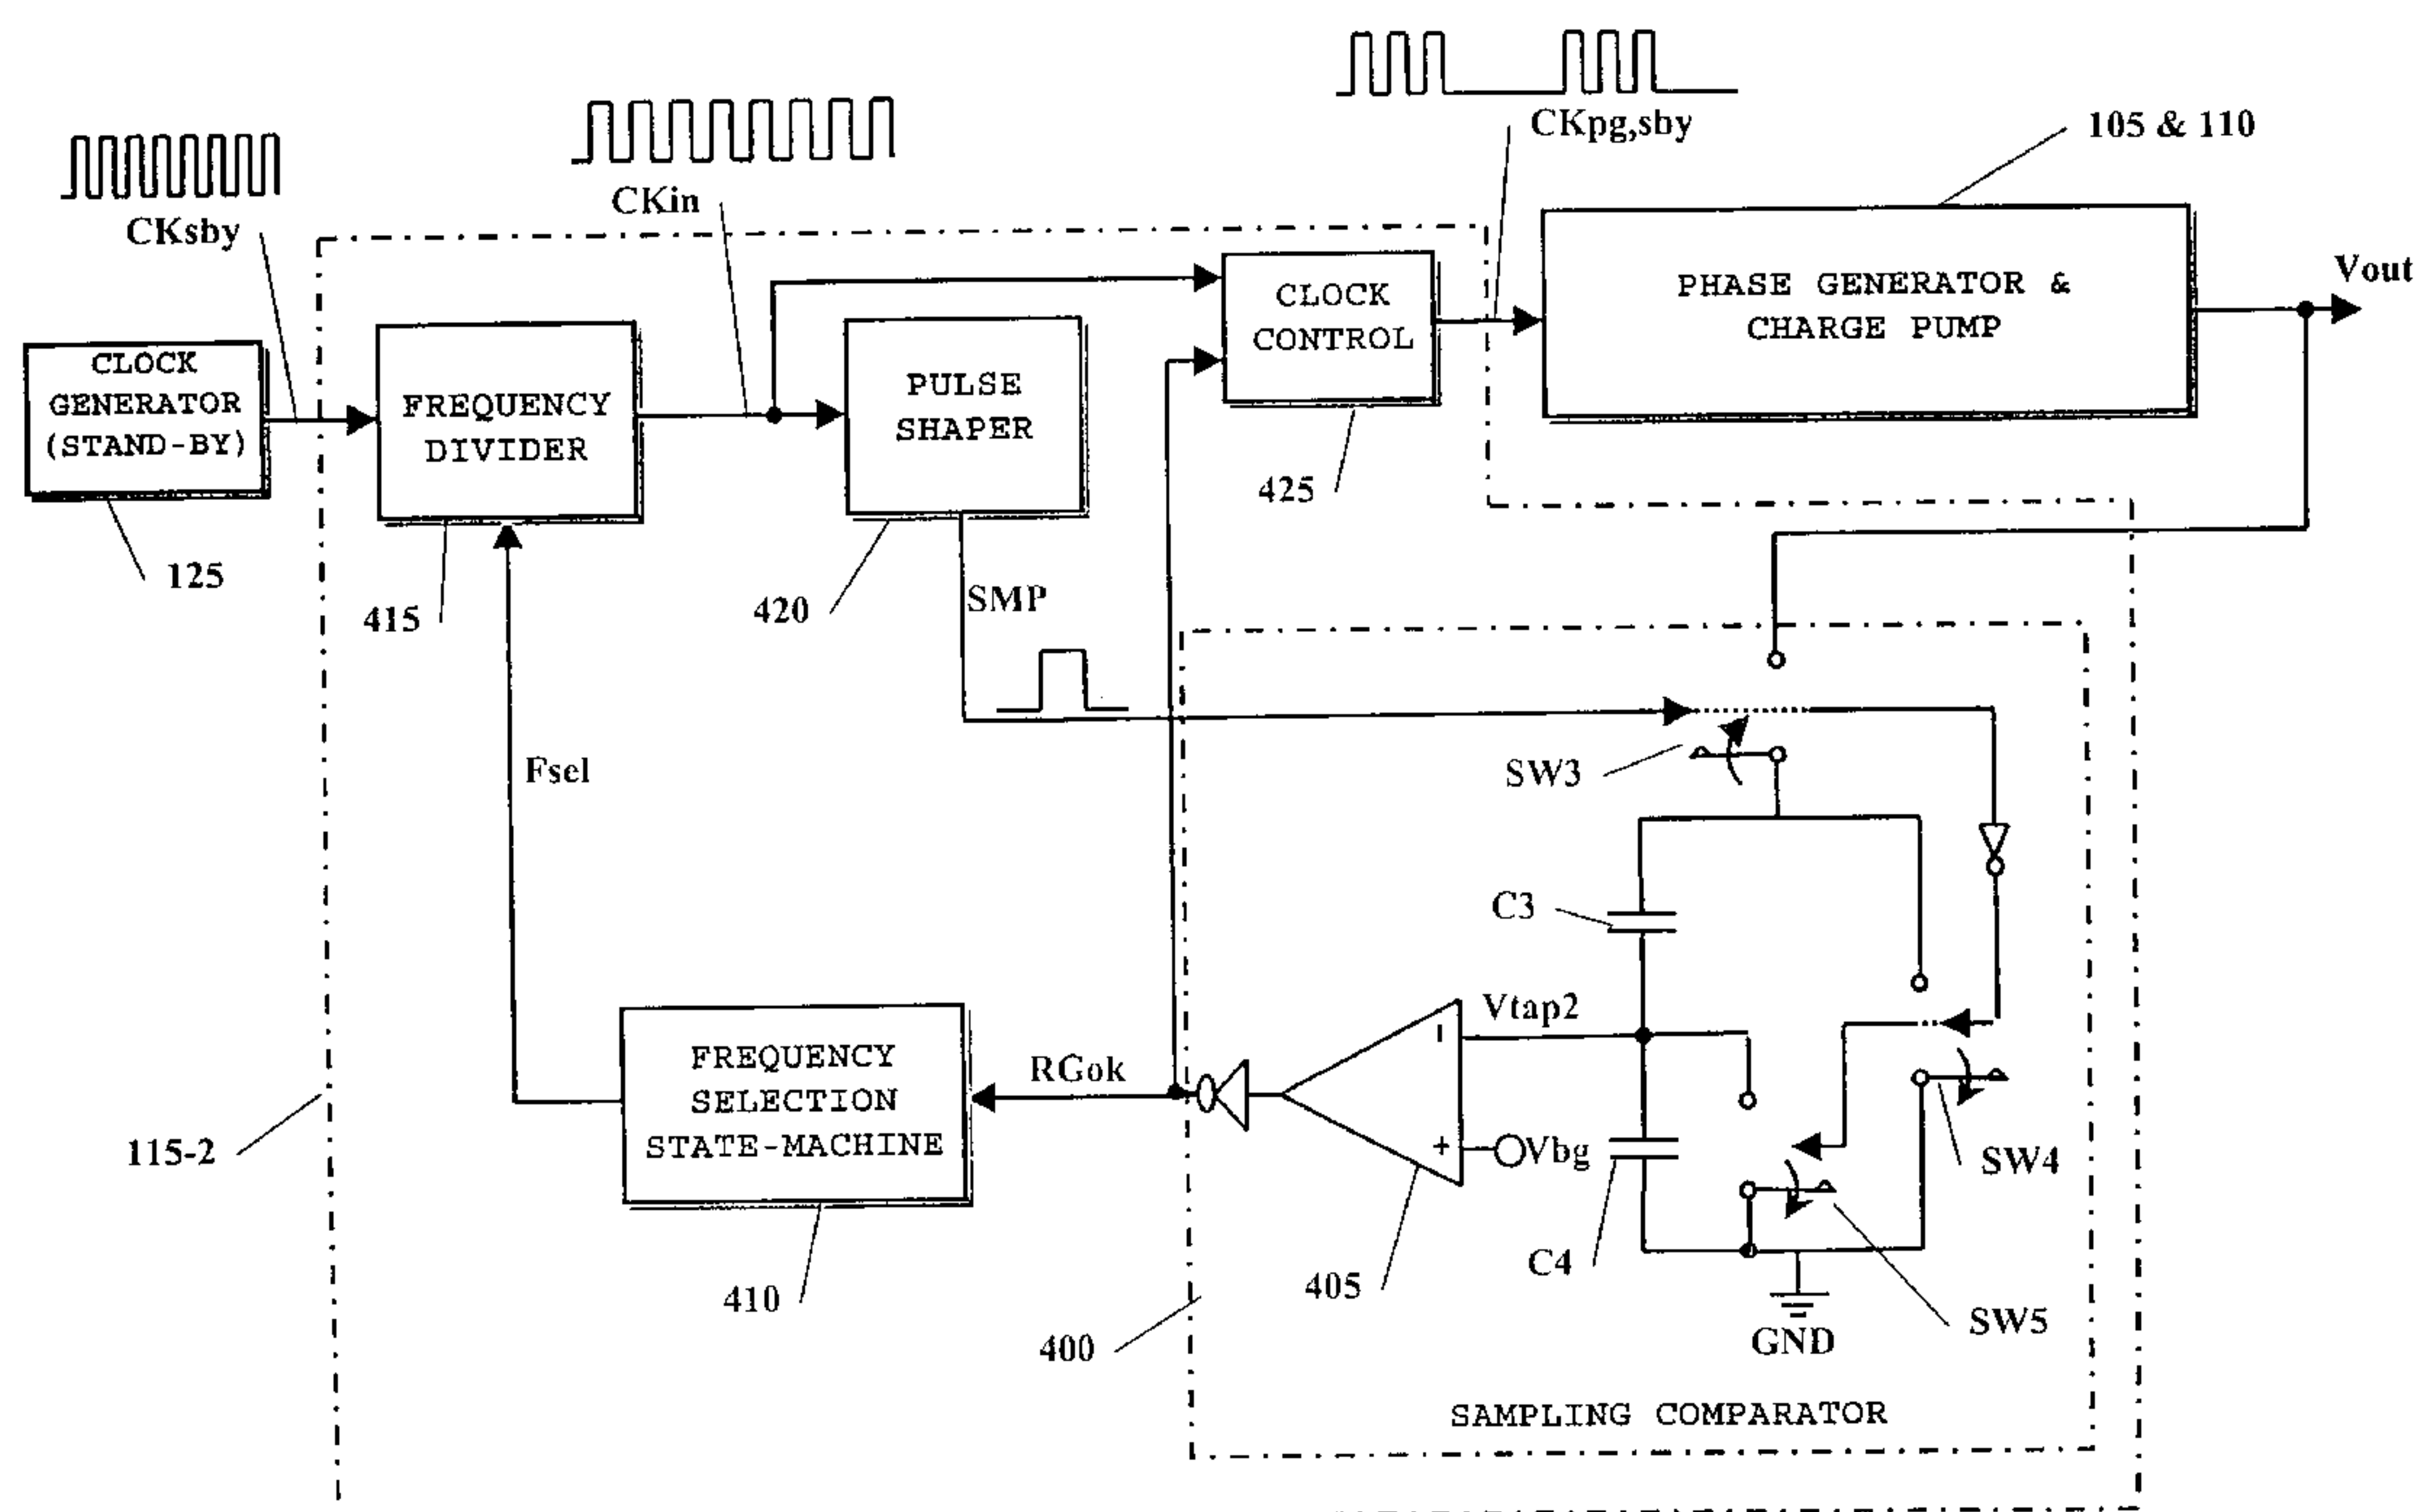 CKpg,sby
105 & 110
CKin
CKsby
CLOCK
GENERATOR
(STAND-BY)
125
FREQUENCY
DIVIDER
415
PULSE
SHAPER
420
CLOCK
CONTROL
425
PHASE GENERATOR &
CHARGE PUMP
Vout
SMP
Fsel
SW3
C3
Vtap2
-
+
Vbg
RGok
FREQUENCY
SELECTION
STATE-MACHINE
410
115-2
405
C4
SW4
SW5
GND
400
SAMPLING COMPARATOR